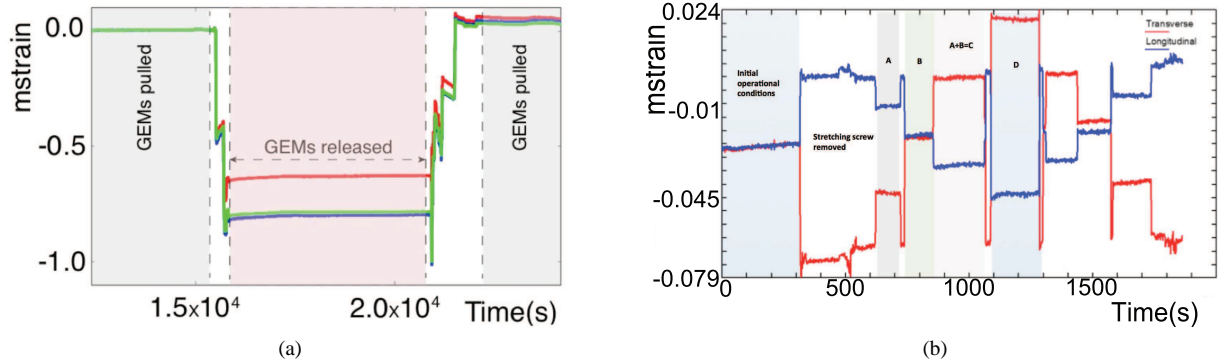 0.0
-0.5
-1.0
mstrain
GEMs pulled
GEMs released
GEMs pulled
1.5x10⁴
2.0x10⁴
Time(s)
(a)
0.024
-0.01
-0.045
-0.079
mstrain
Initial
operational
conditions
Stretching screw
removed
A
B
A+B=C
D
Transverse
Longitudinal
0
500
1000
1500
Time(s)
(b)